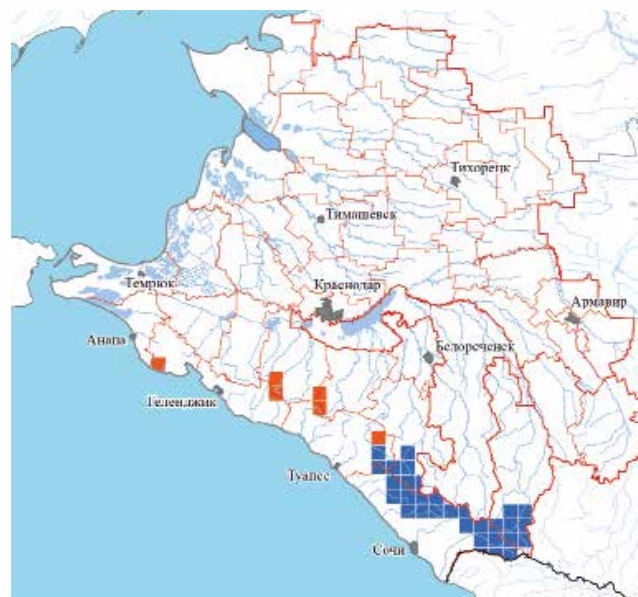 Тихорецк
Тимашевск
Темрюк
Краснодар
Армавир
Анапа
Белореченск
Геленджик
Туапсе
Сочи